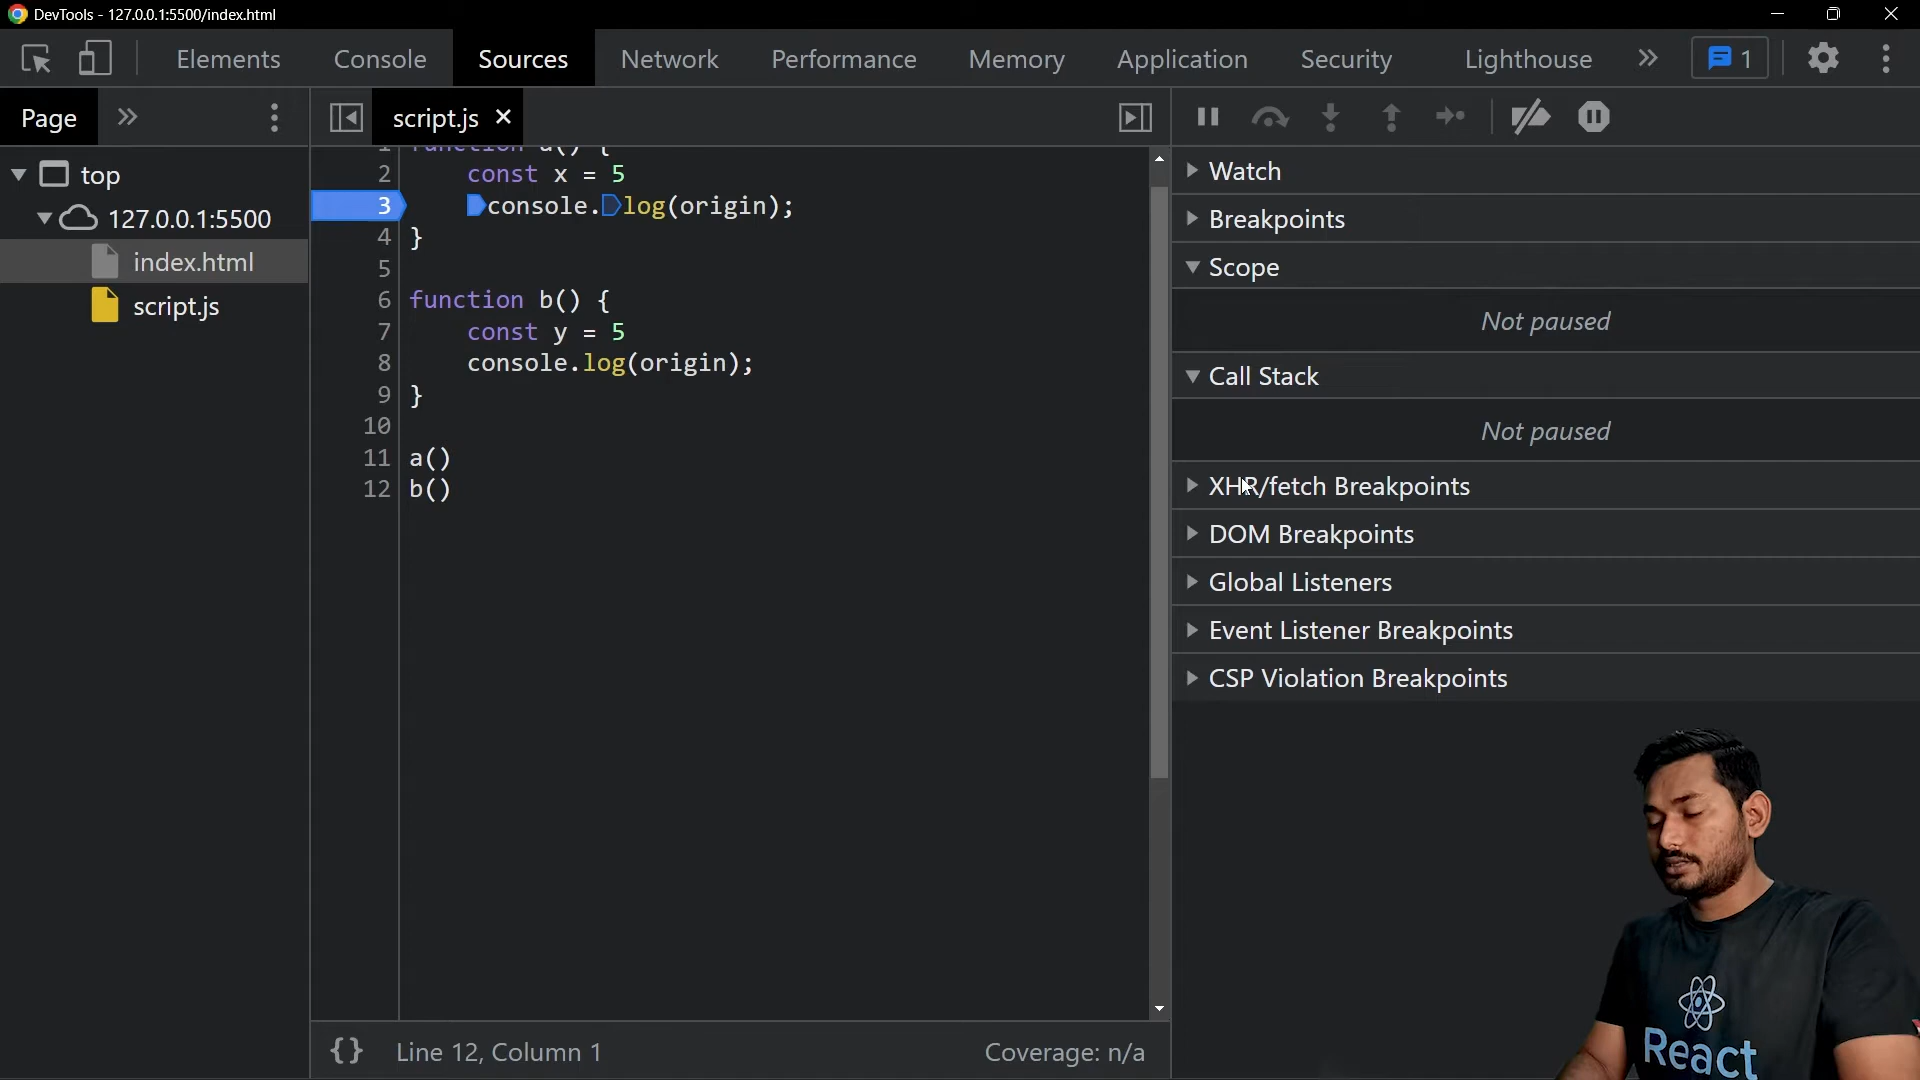 DevTools - 127.0.0.1:5500/index.html
Elements Console Sources Network Performance Memory Application Security Lighthouse 1
Page
script.js
top
127.0.0.1:5500
index.html
script.js
1 function a() {
2 const x = 5
3 console.log(origin);
4 }
5
6 function b() {
7 const y = 5
8 console.log(origin);
9 }
10
11 a()
12 b()
{} Line 12, Column 1
Coverage: n/a
Watch
Breakpoints
Scope
Not paused
Call Stack
Not paused
XHR/fetch Breakpoints
DOM Breakpoints
Global Listeners
Event Listener Breakpoints
CSP Violation Breakpoints
React